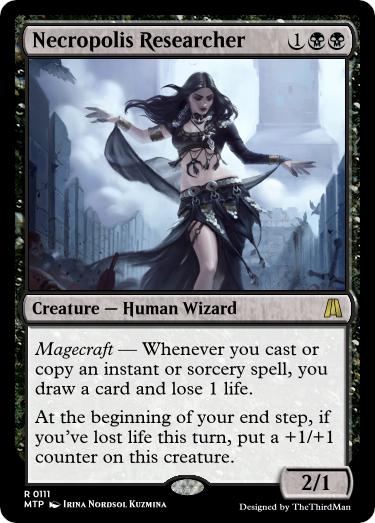 Necropolis Researcher 1
Creature — Human Wizard
Magecraft — Whenever you cast or
copy an instant or sorcery spell, you
draw a card and lose 1 life.
At the beginning of your end step, if
you've lost life this turn, put a +1/+1
counter on this creature.
2/1
R 0111
MTP Irina Nordsol Kuzmina
Designed by TheThirdMan